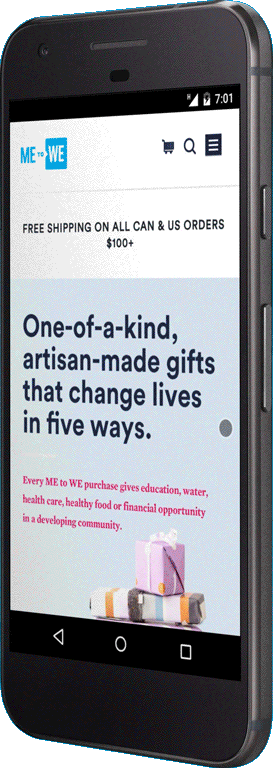 7:01
ME TO WE
FREE SHIPPING ON ALL CAN & US ORDERS
$100+
One-of-a-kind,
artisan-made gifts
that change lives
in five ways.
Every ME to WE purchase gives education, water,
health care, healthy food or financial opportunity
in a developing community.